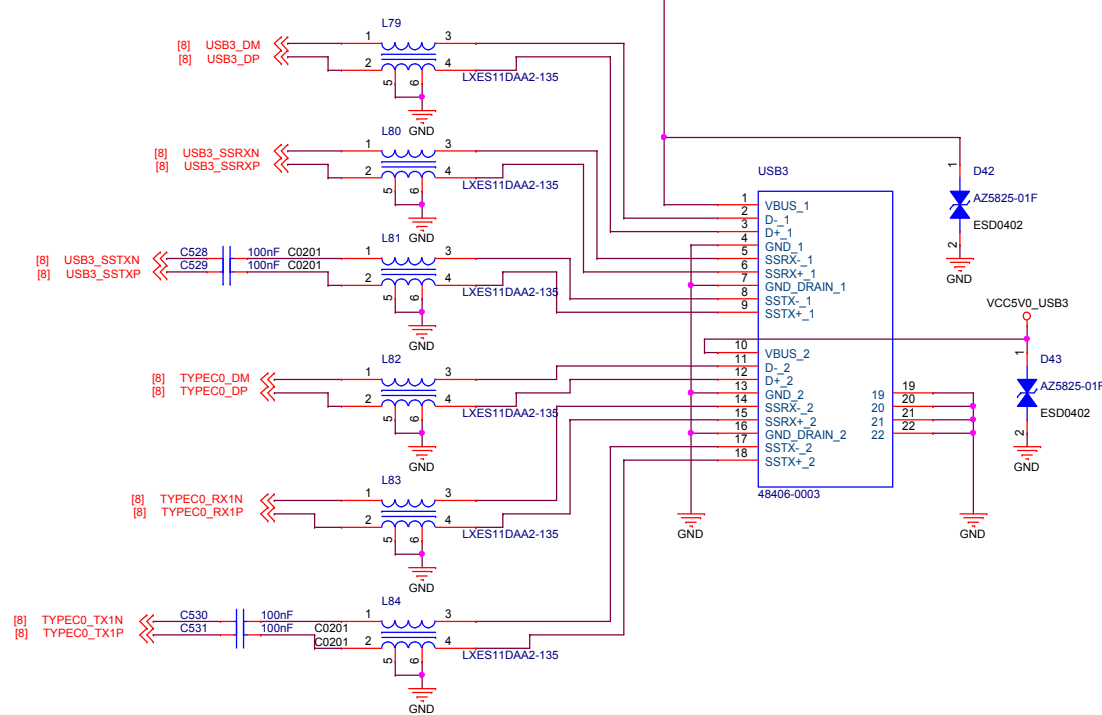 L79
[8] USB3_DM 1 3
[8] USB3_DP 2 4
5 6 LXES11DAA2-135
GND
L80
[8] USB3_SSRXN 1 3
[8] USB3_SSRXP 2 4
5 6 LXES11DAA2-135
GND
L81
[8] USB3_SSTXN C528 100nF C0201 1 3
[8] USB3_SSTXP C529 100nF C0201 2 4
5 6 LXES11DAA2-135
GND
L82
[8] TYPEC0_DM 1 3
[8] TYPEC0_DP 2 4
5 6 LXES11DAA2-135
GND
L83
[8] TYPEC0_RX1N 1 3
[8] TYPEC0_RX1P 2 4
5 6 LXES11DAA2-135
GND
L84
[8] TYPEC0_TX1N C530 100nF 1 3
[8] TYPEC0_TX1P C531 100nF C0201 2 4
C0201
5 6 LXES11DAA2-135
GND
USB3
1 VBUS_1
2 D-_1
3 D+_1
4 GND_1
5 SSRX-_1
6 SSRX+_1
7 GND_DRAIN_1
8 SSTX-_1
9 SSTX+_1
10 VBUS_2
11 D-_2
12 D+_2
13 GND_2
14 SSRX-_2
15 SSRX+_2
16 GND_DRAIN_2
17 SSTX-_2
18 SSTX+_2
19 19
20 20
21 21
22 22
48406-0003
GND
GND
1 D42
AZ5825-01F
ESD0402
2
GND
VCC5V0_USB3
1 D43
AZ5825-01F
ESD0402
2
GND